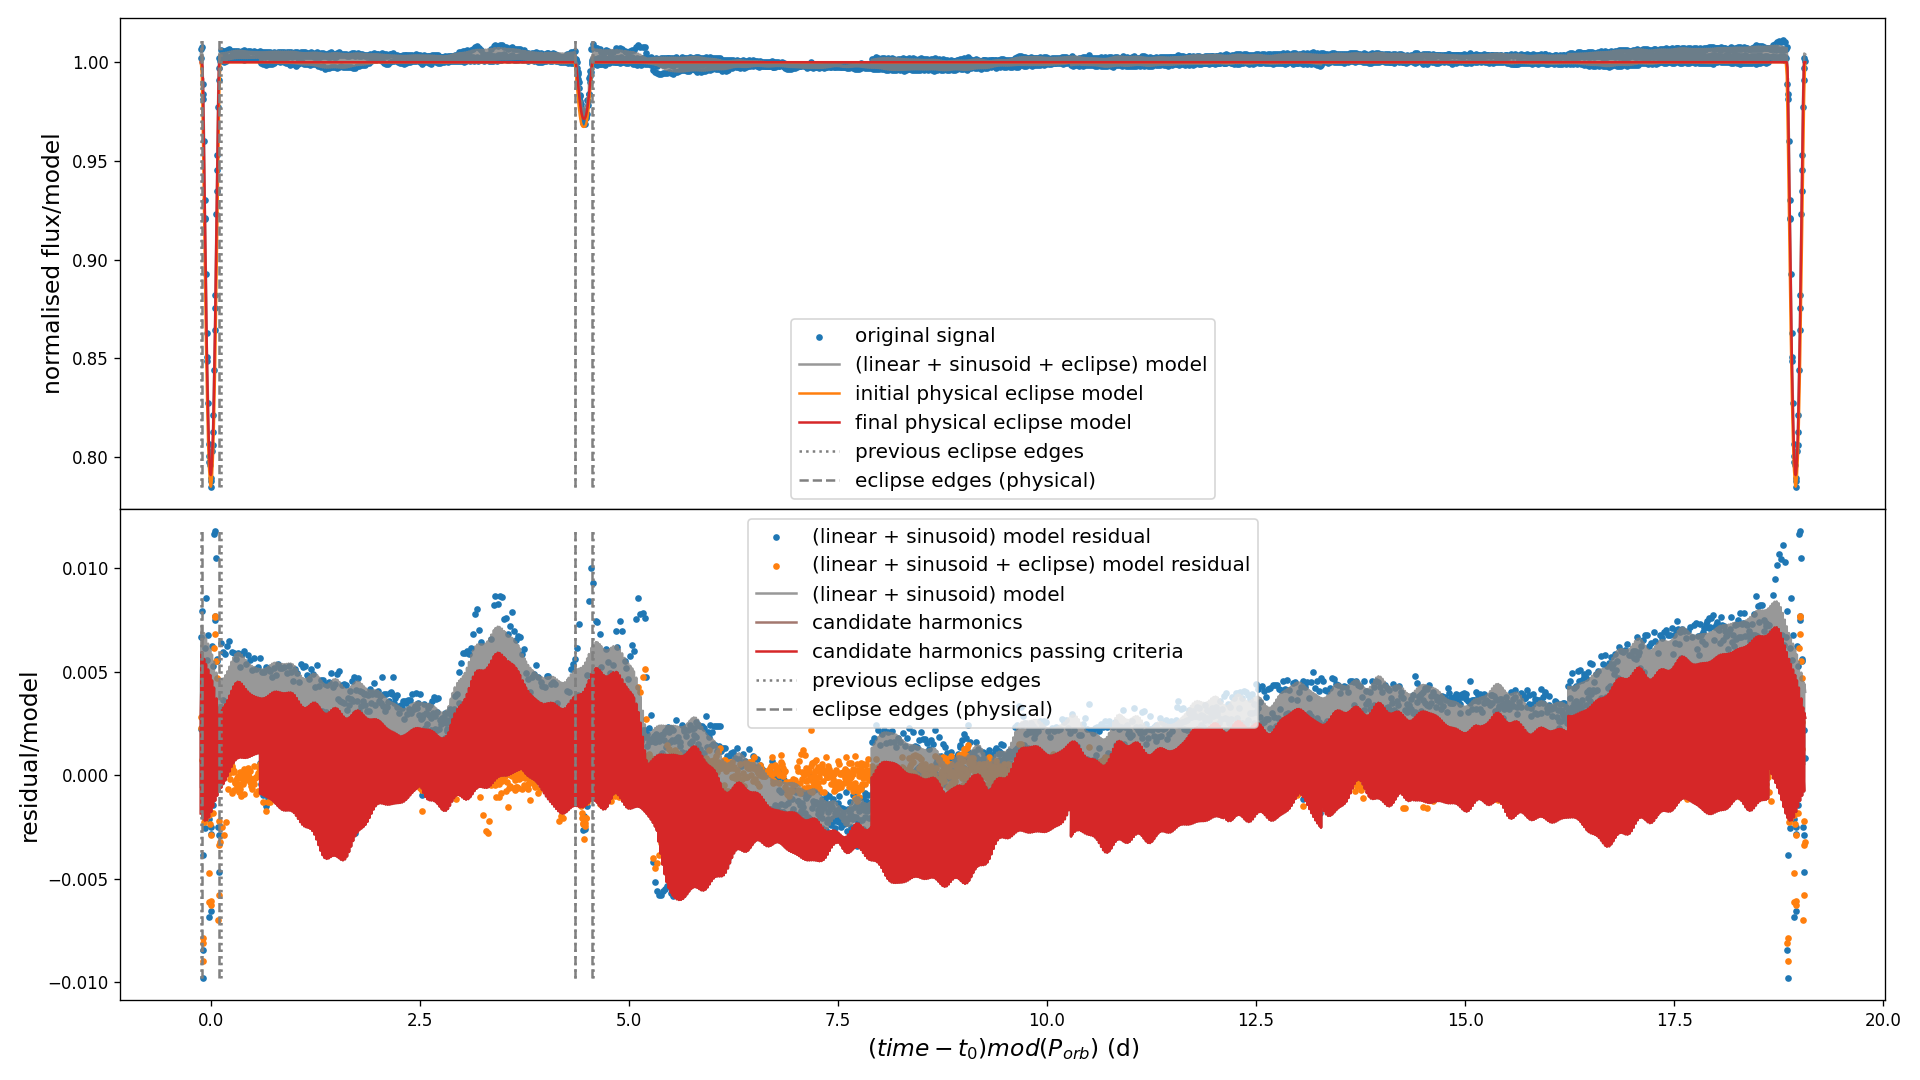 normalised flux/model
1.00
0.95
0.90
0.85
0.80
original signal
(linear + sinusoid + eclipse) model
initial physical eclipse model
final physical eclipse model
previous eclipse edges
eclipse edges (physical)
residual/model
0.010
0.005
0.000
−0.005
−0.010
(linear + sinusoid) model residual
(linear + sinusoid + eclipse) model residual
(linear + sinusoid) model
candidate harmonics
candidate harmonics passing criteria
previous eclipse edges
eclipse edges (physical)
0.0 2.5 5.0 7.5 10.0 12.5 15.0 17.5 20.0
(time − t₀)mod(Pₒᵣb) (d)